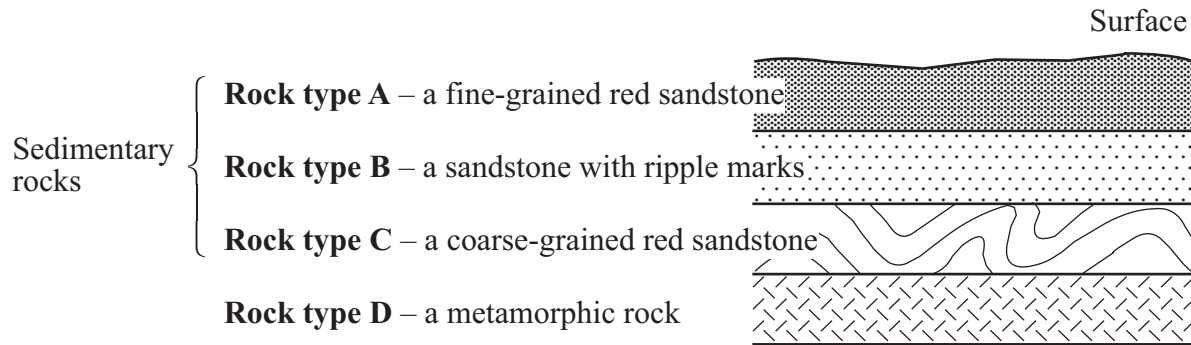 Surface
Rock type A – a fine-grained red sandstone
Sedimentary
rocks
Rock type B – a sandstone with ripple marks
Rock type C – a coarse-grained red sandstone
Rock type D – a metamorphic rock